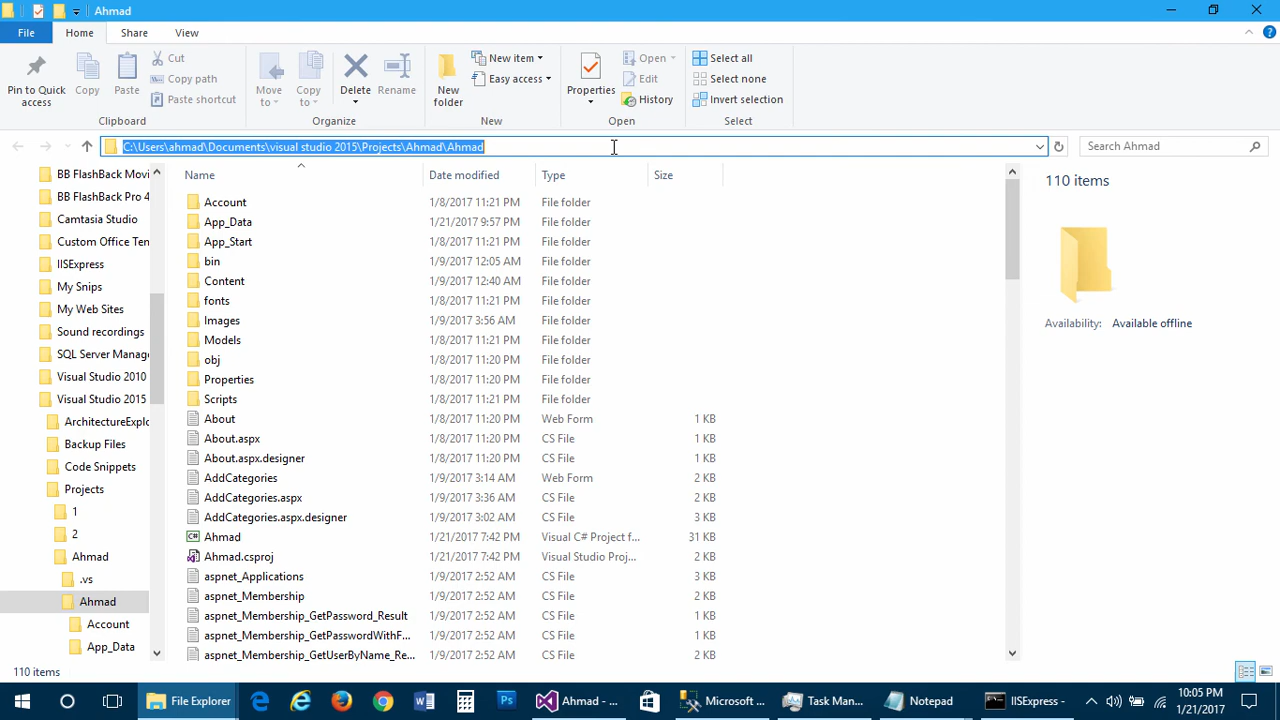 Ahmad
File Home Share View
Pin to Quick access
Copy
Paste
Cut
Copy path
Paste shortcut
Clipboard
Move to
Copy to
Delete
Rename
Organize
New folder
New item
Easy access
New
Properties
Open
Edit
History
Open
Select all
Select none
Invert selection
Select
C:\Users\ahmad\Documents\visual studio 2015\Projects\Ahmad\Ahmad
Search Ahmad
BB FlashBack Movi
BB FlashBack Pro 4
Camtasia Studio
Custom Office Ten
IISExpress
My Snips
My Web Sites
Sound recordings
SQL Server Manag
Visual Studio 2010
Visual Studio 2015
ArchitectureExplo
Backup Files
Code Snippets
Projects
1
2
Ahmad
.vs
Ahmad
Account
App_Data
Name Date modified Type Size
Account 1/8/2017 11:21 PM File folder
App_Data 1/21/2017 9:57 PM File folder
App_Start 1/8/2017 11:21 PM File folder
bin 1/9/2017 12:05 AM File folder
Content 1/9/2017 12:40 AM File folder
fonts 1/8/2017 11:21 PM File folder
Images 1/9/2017 3:56 AM File folder
Models 1/8/2017 11:21 PM File folder
obj 1/8/2017 11:20 PM File folder
Properties 1/8/2017 11:20 PM File folder
Scripts 1/8/2017 11:21 PM File folder
About 1/8/2017 11:20 PM Web Form 1 KB
About.aspx 1/8/2017 11:20 PM CS File 1 KB
About.aspx.designer 1/8/2017 11:20 PM CS File 1 KB
AddCategories 1/9/2017 3:14 AM Web Form 2 KB
AddCategories.aspx 1/9/2017 3:36 AM CS File 2 KB
AddCategories.aspx.designer 1/9/2017 3:02 AM CS File 3 KB
Ahmad 1/21/2017 7:42 PM Visual C# Project f... 31 KB
Ahmad.csproj 1/21/2017 7:42 PM Visual Studio Proj... 2 KB
aspnet_Applications 1/9/2017 2:52 AM CS File 3 KB
aspnet_Membership 1/9/2017 2:52 AM CS File 2 KB
aspnet_Membership_GetPassword_Result 1/9/2017 2:52 AM CS File 1 KB
aspnet_Membership_GetPasswordWithF... 1/9/2017 2:52 AM CS File 1 KB
aspnet_Membership_GetUserByName_Re... 1/9/2017 2:52 AM CS File 1 KB
110 items
Availability: Available offline
110 items
File Explorer
Ahmad - ...
Microsoft ...
Task Man...
Notepad
IISExpress -
10:05 PM
1/21/2017